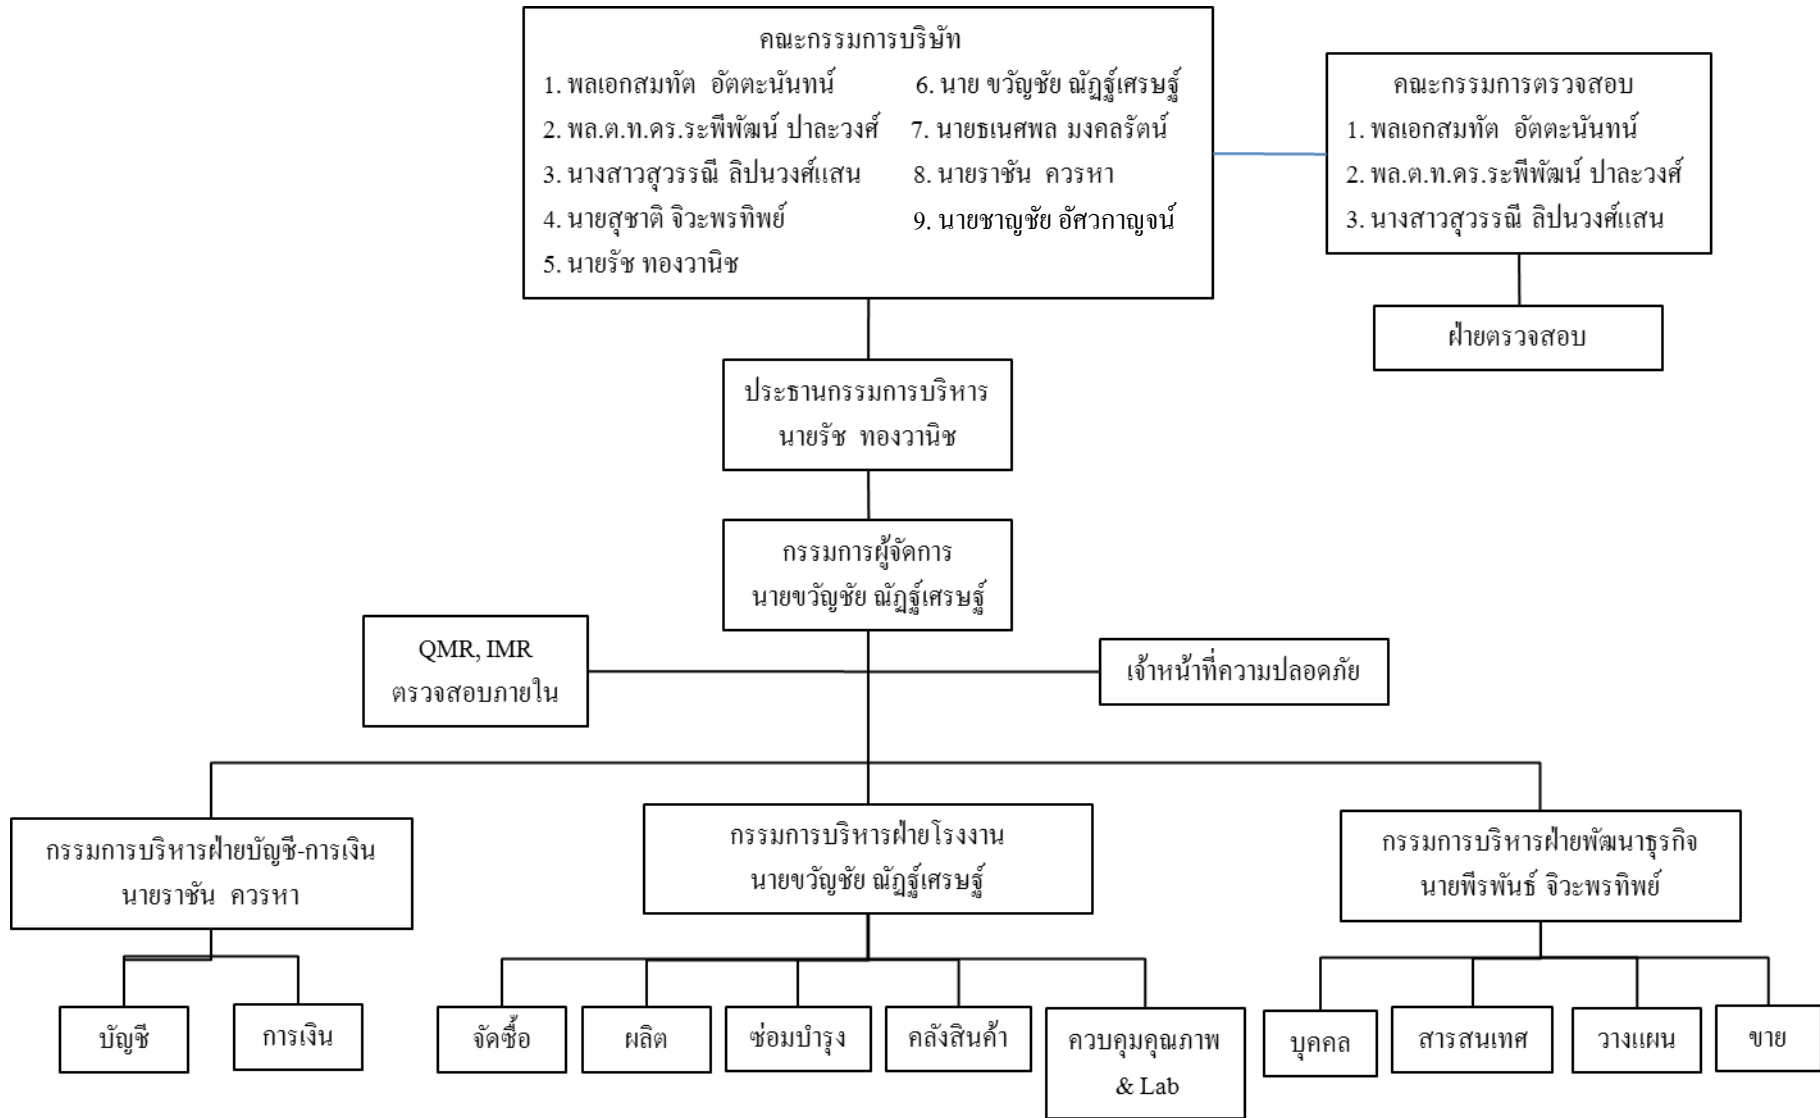 คณะกรรมการบริษัท
1. พลเอกสมทัต อัตตะนันทน์
2. พล.ต.ท.ดร.ระพีพัฒน์ ปาละวงศ์
3. นางสาวสุวรรณี ลิปนวงศ์แสน
4. นายสุชาติ จิวะพรทิพย์
5. นายรัช ทองวานิช
6. นาย ขวัญชัย ณัฏฐ์เศรษฐ์
7. นายธเนศพล มงคลรัตน์
8. นายราชัน ควรหา
9. นายชาญชัย อัศวกาญจน์
คณะกรรมการตรวจสอบ
1. พลเอกสมทัต อัตตะนันทน์
2. พล.ต.ท.ดร.ระพีพัฒน์ ปาละวงศ์
3. นางสาวสุวรรณี ลิปนวงศ์แสน
ฝ่ายตรวจสอบ
ประธานกรรมการบริหาร
นายรัช ทองวานิช
กรรมการผู้จัดการ
นายขวัญชัย ณัฏฐ์เศรษฐ์
QMR, IMR
ตรวจสอบภายใน
เจ้าหน้าที่ความปลอดภัย
กรรมการบริหารฝ่ายบัญชี-การเงิน
นายราชัน ควรหา
กรรมการบริหารฝ่ายโรงงาน
นายขวัญชัย ณัฏฐ์เศรษฐ์
กรรมการบริหารฝ่ายพัฒนาธุรกิจ
นายพีรพันธ์ จิวะพรทิพย์
บัญชี
การเงิน
จัดซื้อ
ผลิต
ซ่อมบำรุง
คลังสินค้า
ควบคุมคุณภาพ
& Lab
บุคคล
สารสนเทศ
วางแผน
ขาย